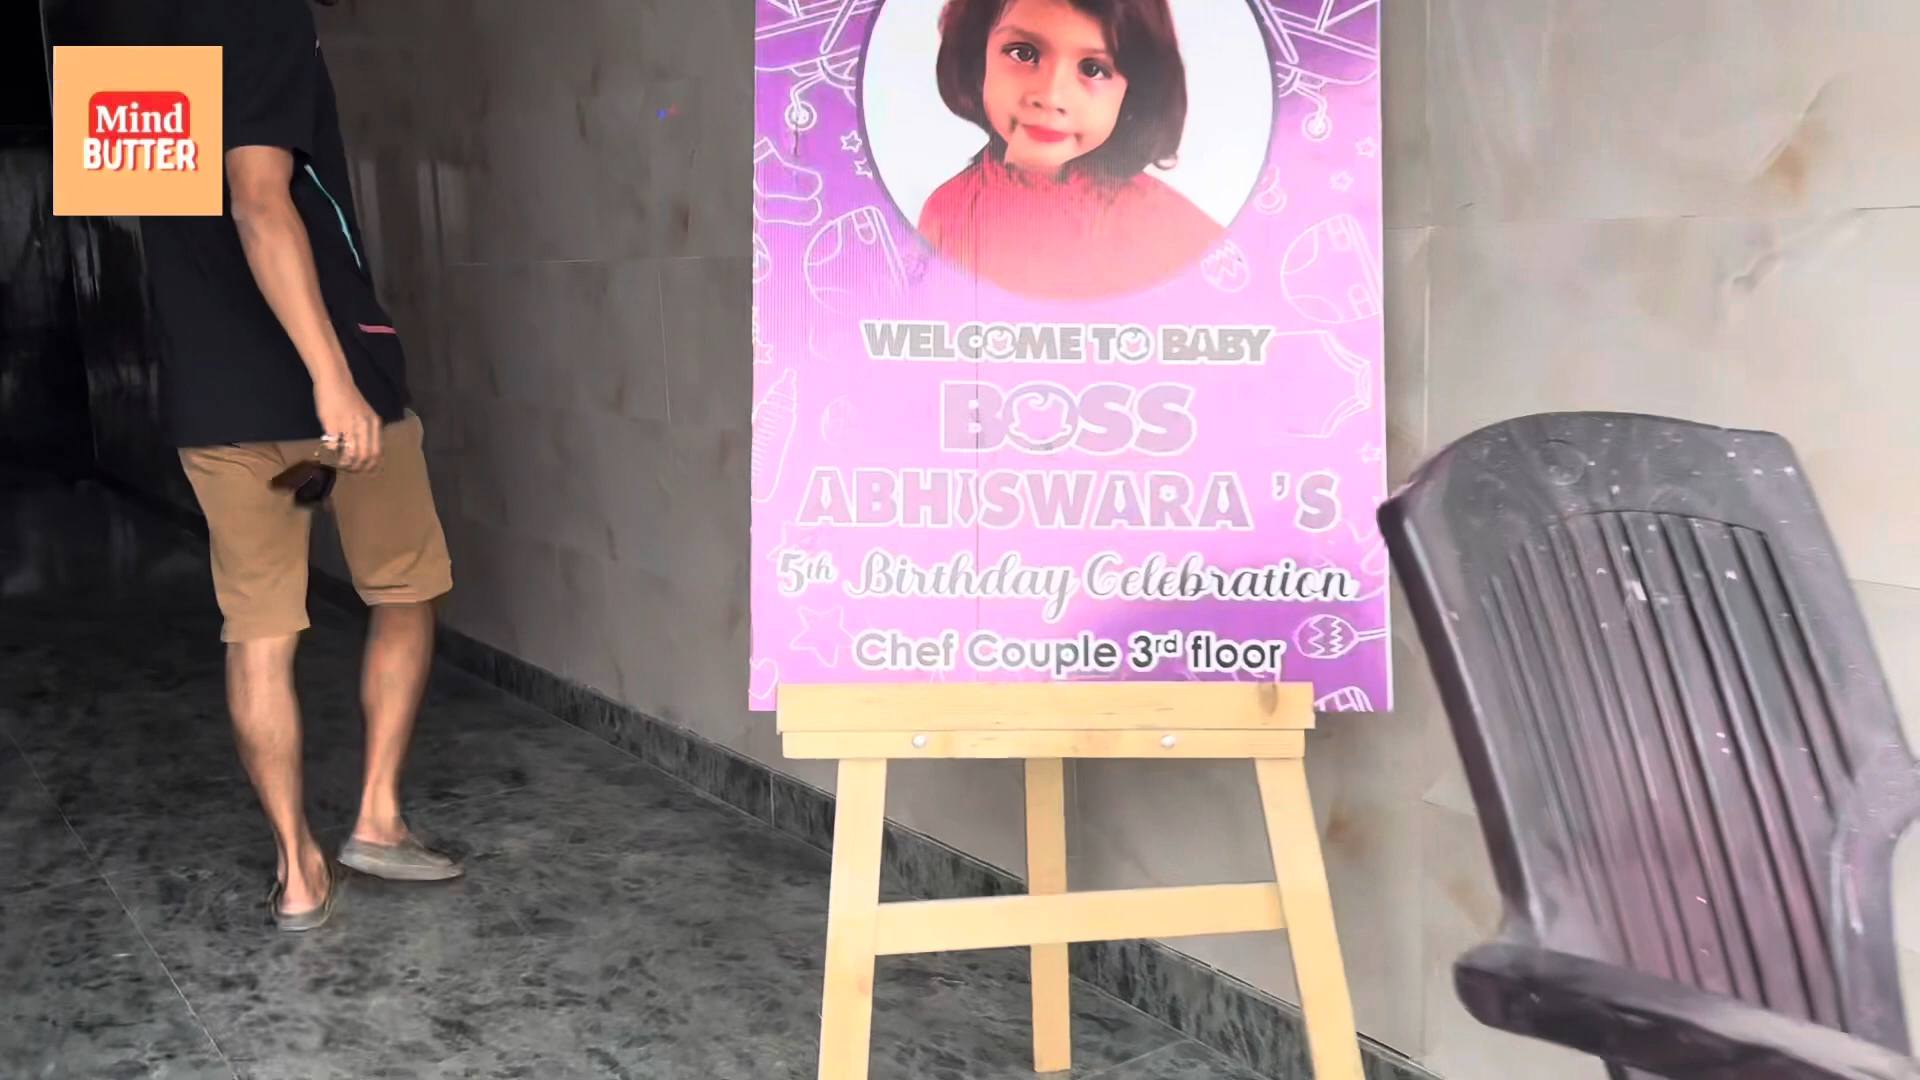 Mind
BUTTER
WELCOME TO BABY
BOSS
ABHISWARA 'S
5th Birthday Celebration
Chef Couple 3rd floor